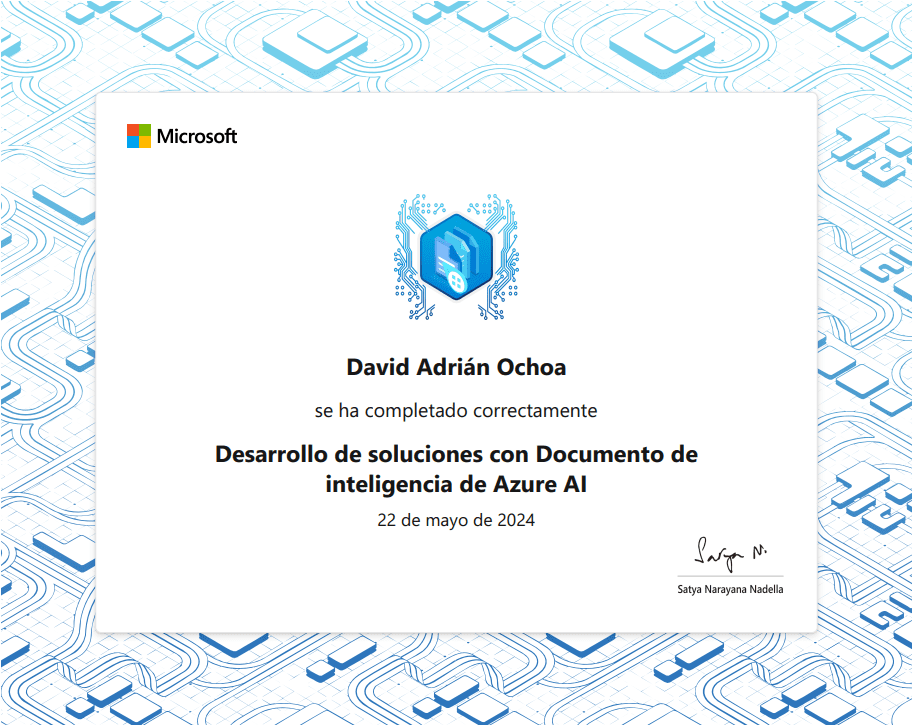 Microsoft
David Adrián Ochoa
se ha completado correctamente
Desarrollo de soluciones con Documento de
inteligencia de Azure AI
22 de mayo de 2024
Satya N.
Satya Narayana Nadella